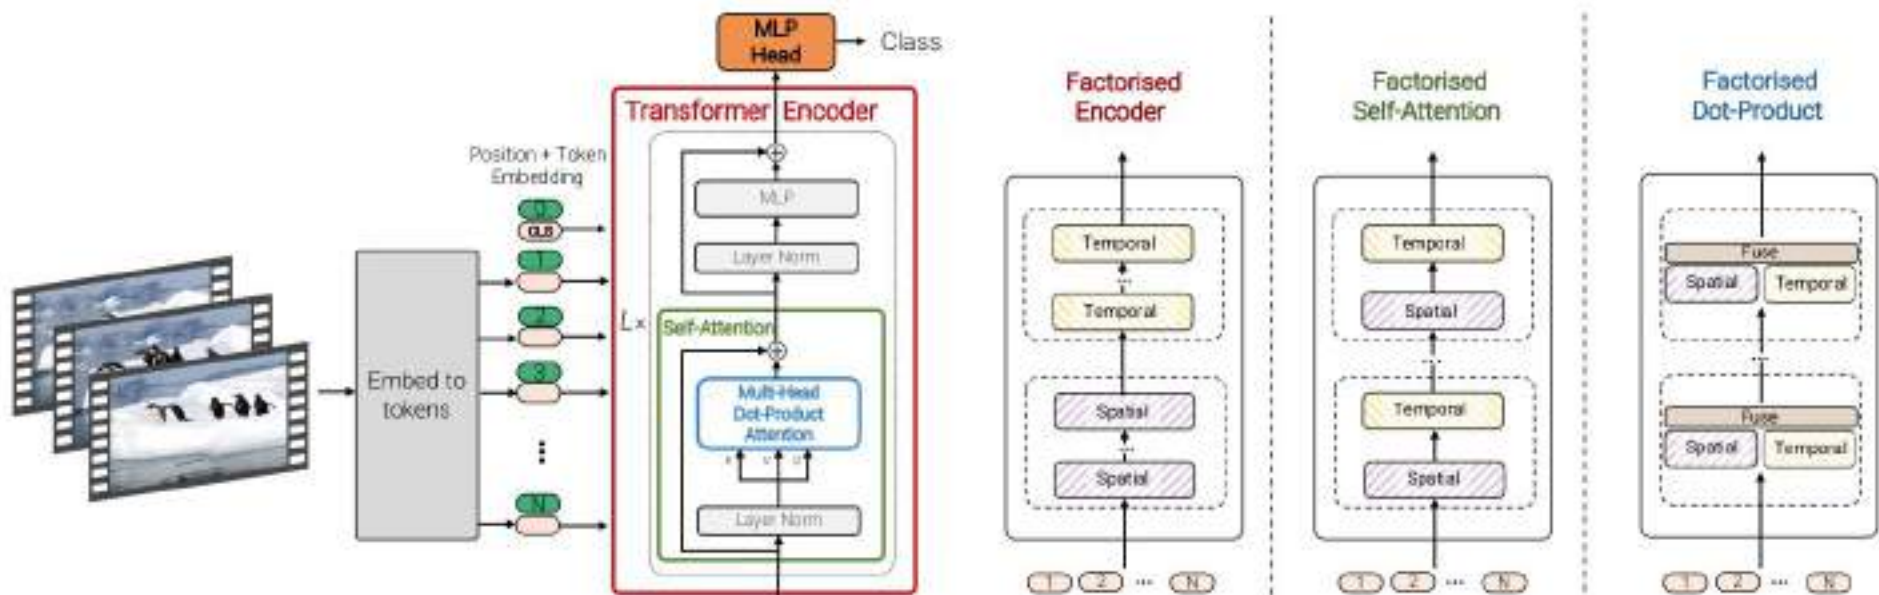 MLP
Head
Class
Transformer Encoder
Position + Token
Embedding
0
CLS
1
2
3
N
Embed to
tokens
L×
MLP
Layer Norm
Self-Attention
Multi-Head
Dot-Product
Attention
K V Q
Layer Norm
Factorised
Encoder
Temporal
...
Temporal
Spatial
...
Spatial
1 2 ... N
Factorised
Self-Attention
Temporal
Spatial
...
Temporal
Spatial
1 2 ... N
Factorised
Dot-Product
Fuse
Spatial Temporal
...
Fuse
Spatial Temporal
1 2 ... N